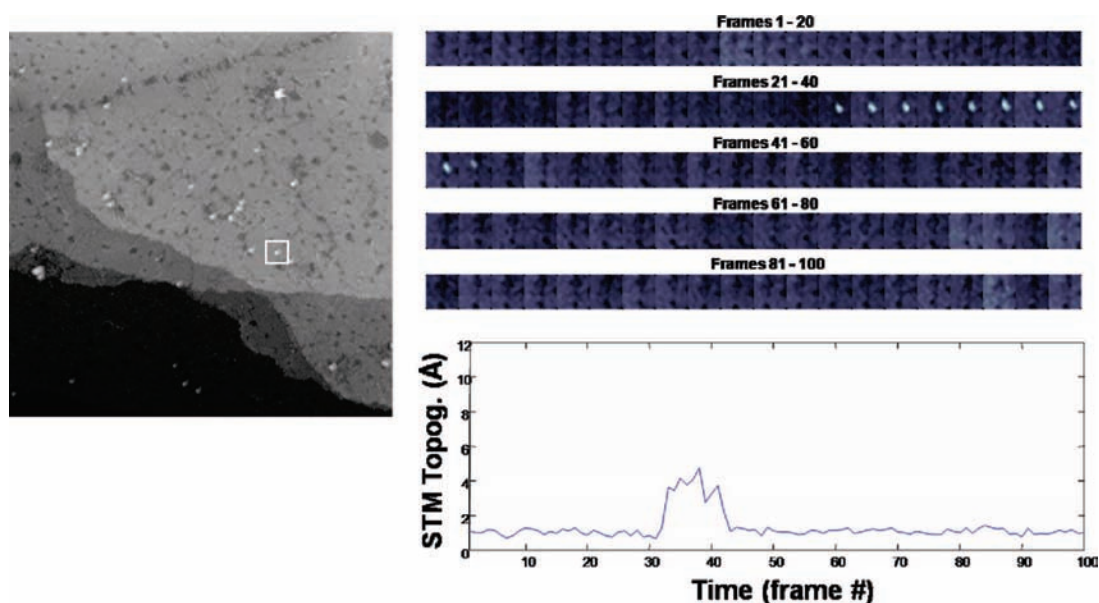 Frames 1 - 20
Frames 21 - 40
Frames 41 - 60
Frames 61 - 80
Frames 81 - 100
STM Topog. (Å)
12
10
8
6
4
2
0
10 20 30 40 50 60 70 80 90 100
Time (frame #)